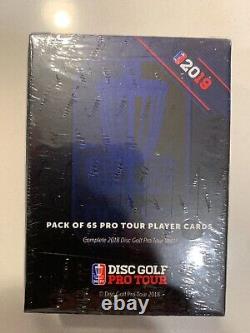 2018
PACK OF 65 PRO TOUR PLAYER CARDS
Complete 2018 Disc Golf Pro Tour
DISC GOLF
PRO TOUR
© Disc Golf Pro Tour 2018